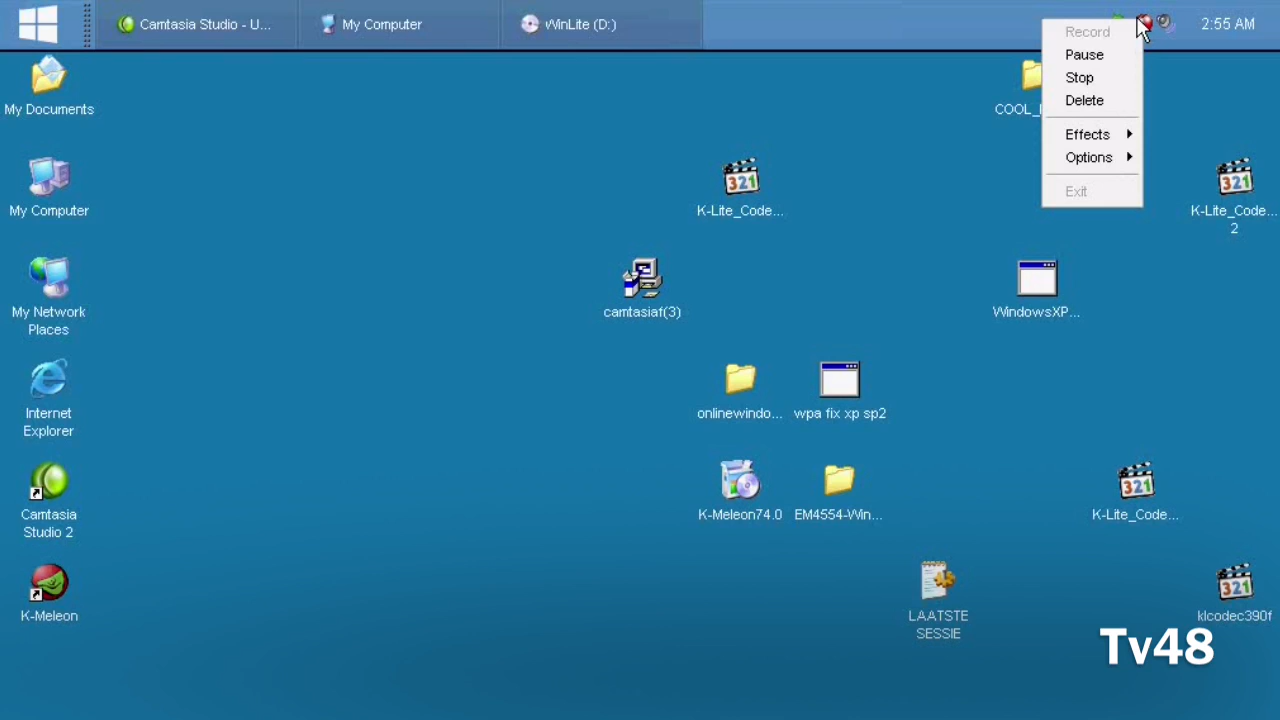 Camtasia Studio - U...
My Computer
WinLite (D:)
2:55 AM
Record
Pause
Stop
Delete
Effects
Options
Exit
My Documents
COOL_
K-Lite_Code...
K-Lite_Code...
2
My Computer
camtasiaf(3)
WindowsXP...
My Network
Places
onlinewindo...
wpa fix xp sp2
Internet
Explorer
K-Meleon74.0
EM4554-Win...
K-Lite_Code...
Camtasia
Studio 2
LAATSTE
SESSIE
klcodec390f
K-Meleon
Tv48